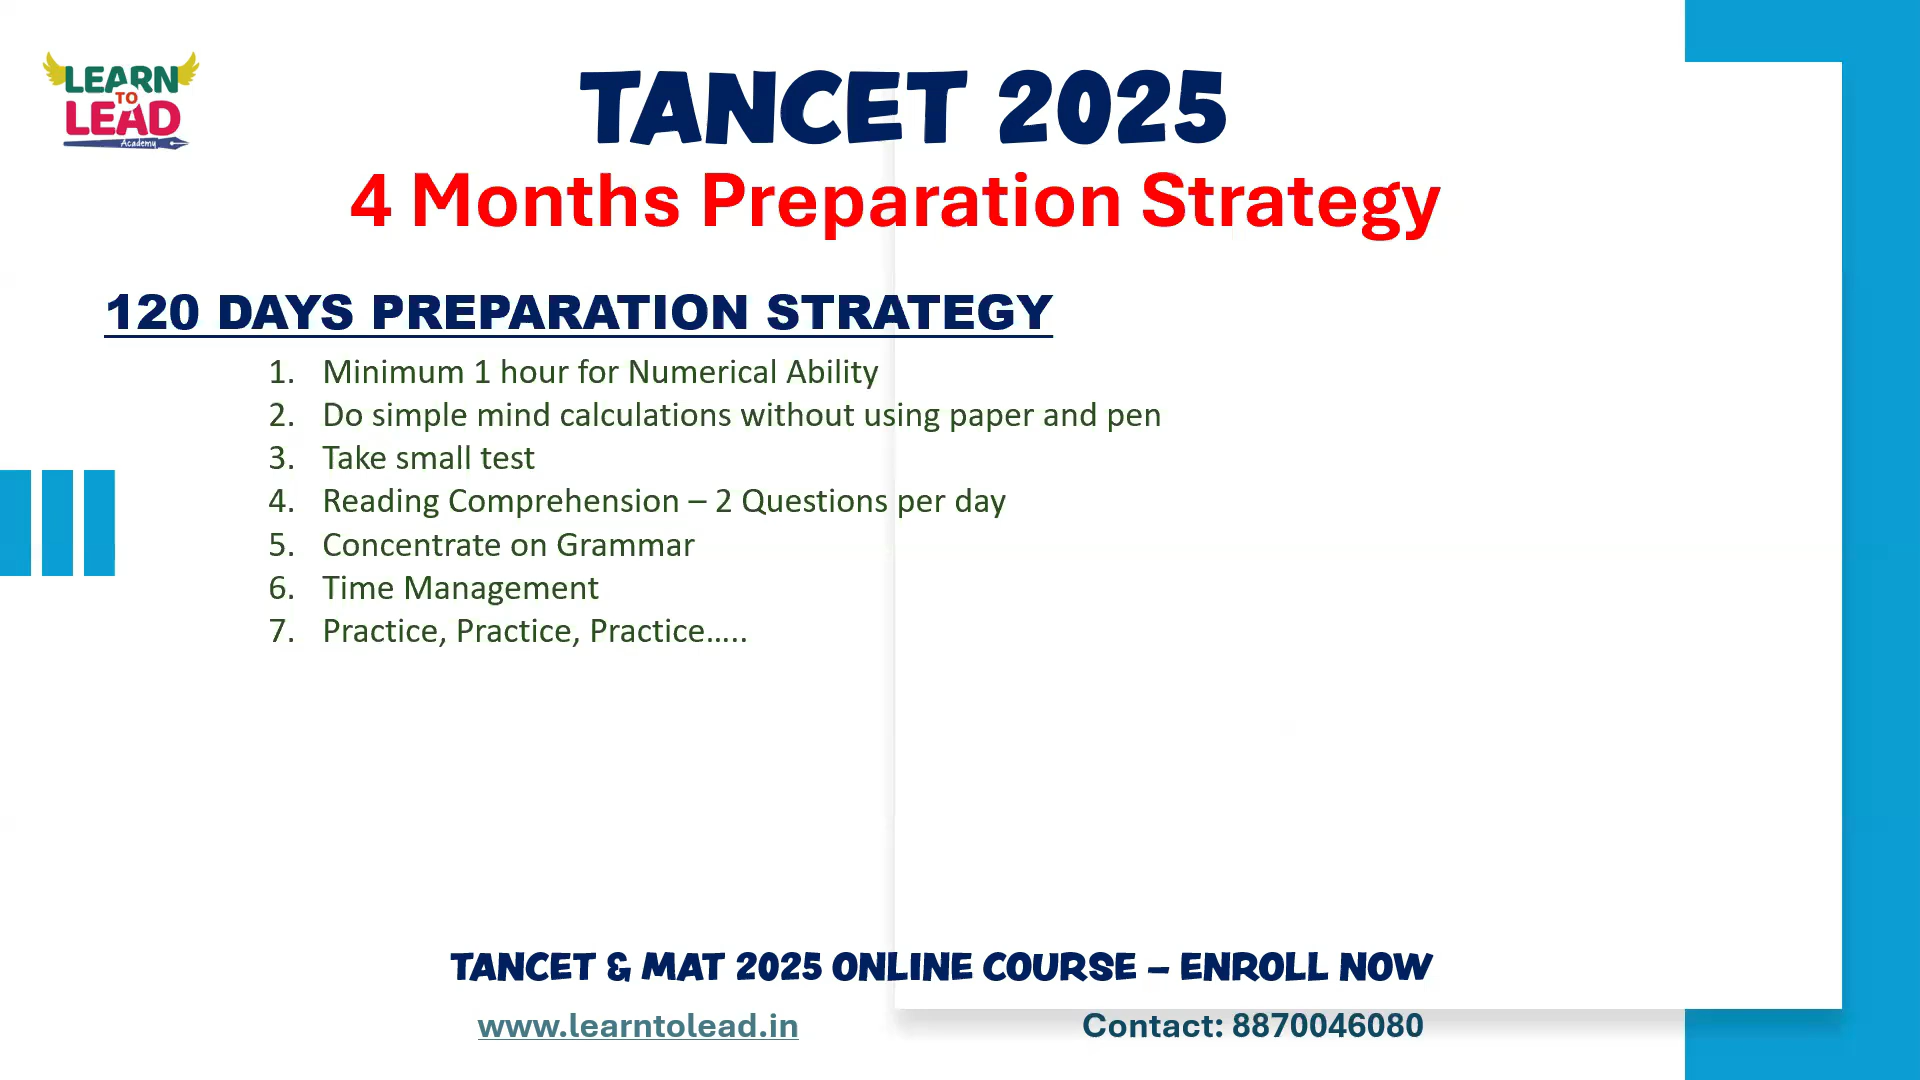 LEARN
TO
LEAD
Academy
TANCET 2025
4 Months Preparation Strategy
120 DAYS PREPARATION STRATEGY
1. Minimum 1 hour for Numerical Ability
2. Do simple mind calculations without using paper and pen
3. Take small test
4. Reading Comprehension – 2 Questions per day
5. Concentrate on Grammar
6. Time Management
7. Practice, Practice, Practice…..
TANCET & MAT 2025 ONLINE COURSE – ENROLL NOW
www.learntolead.in Contact: 8870046080